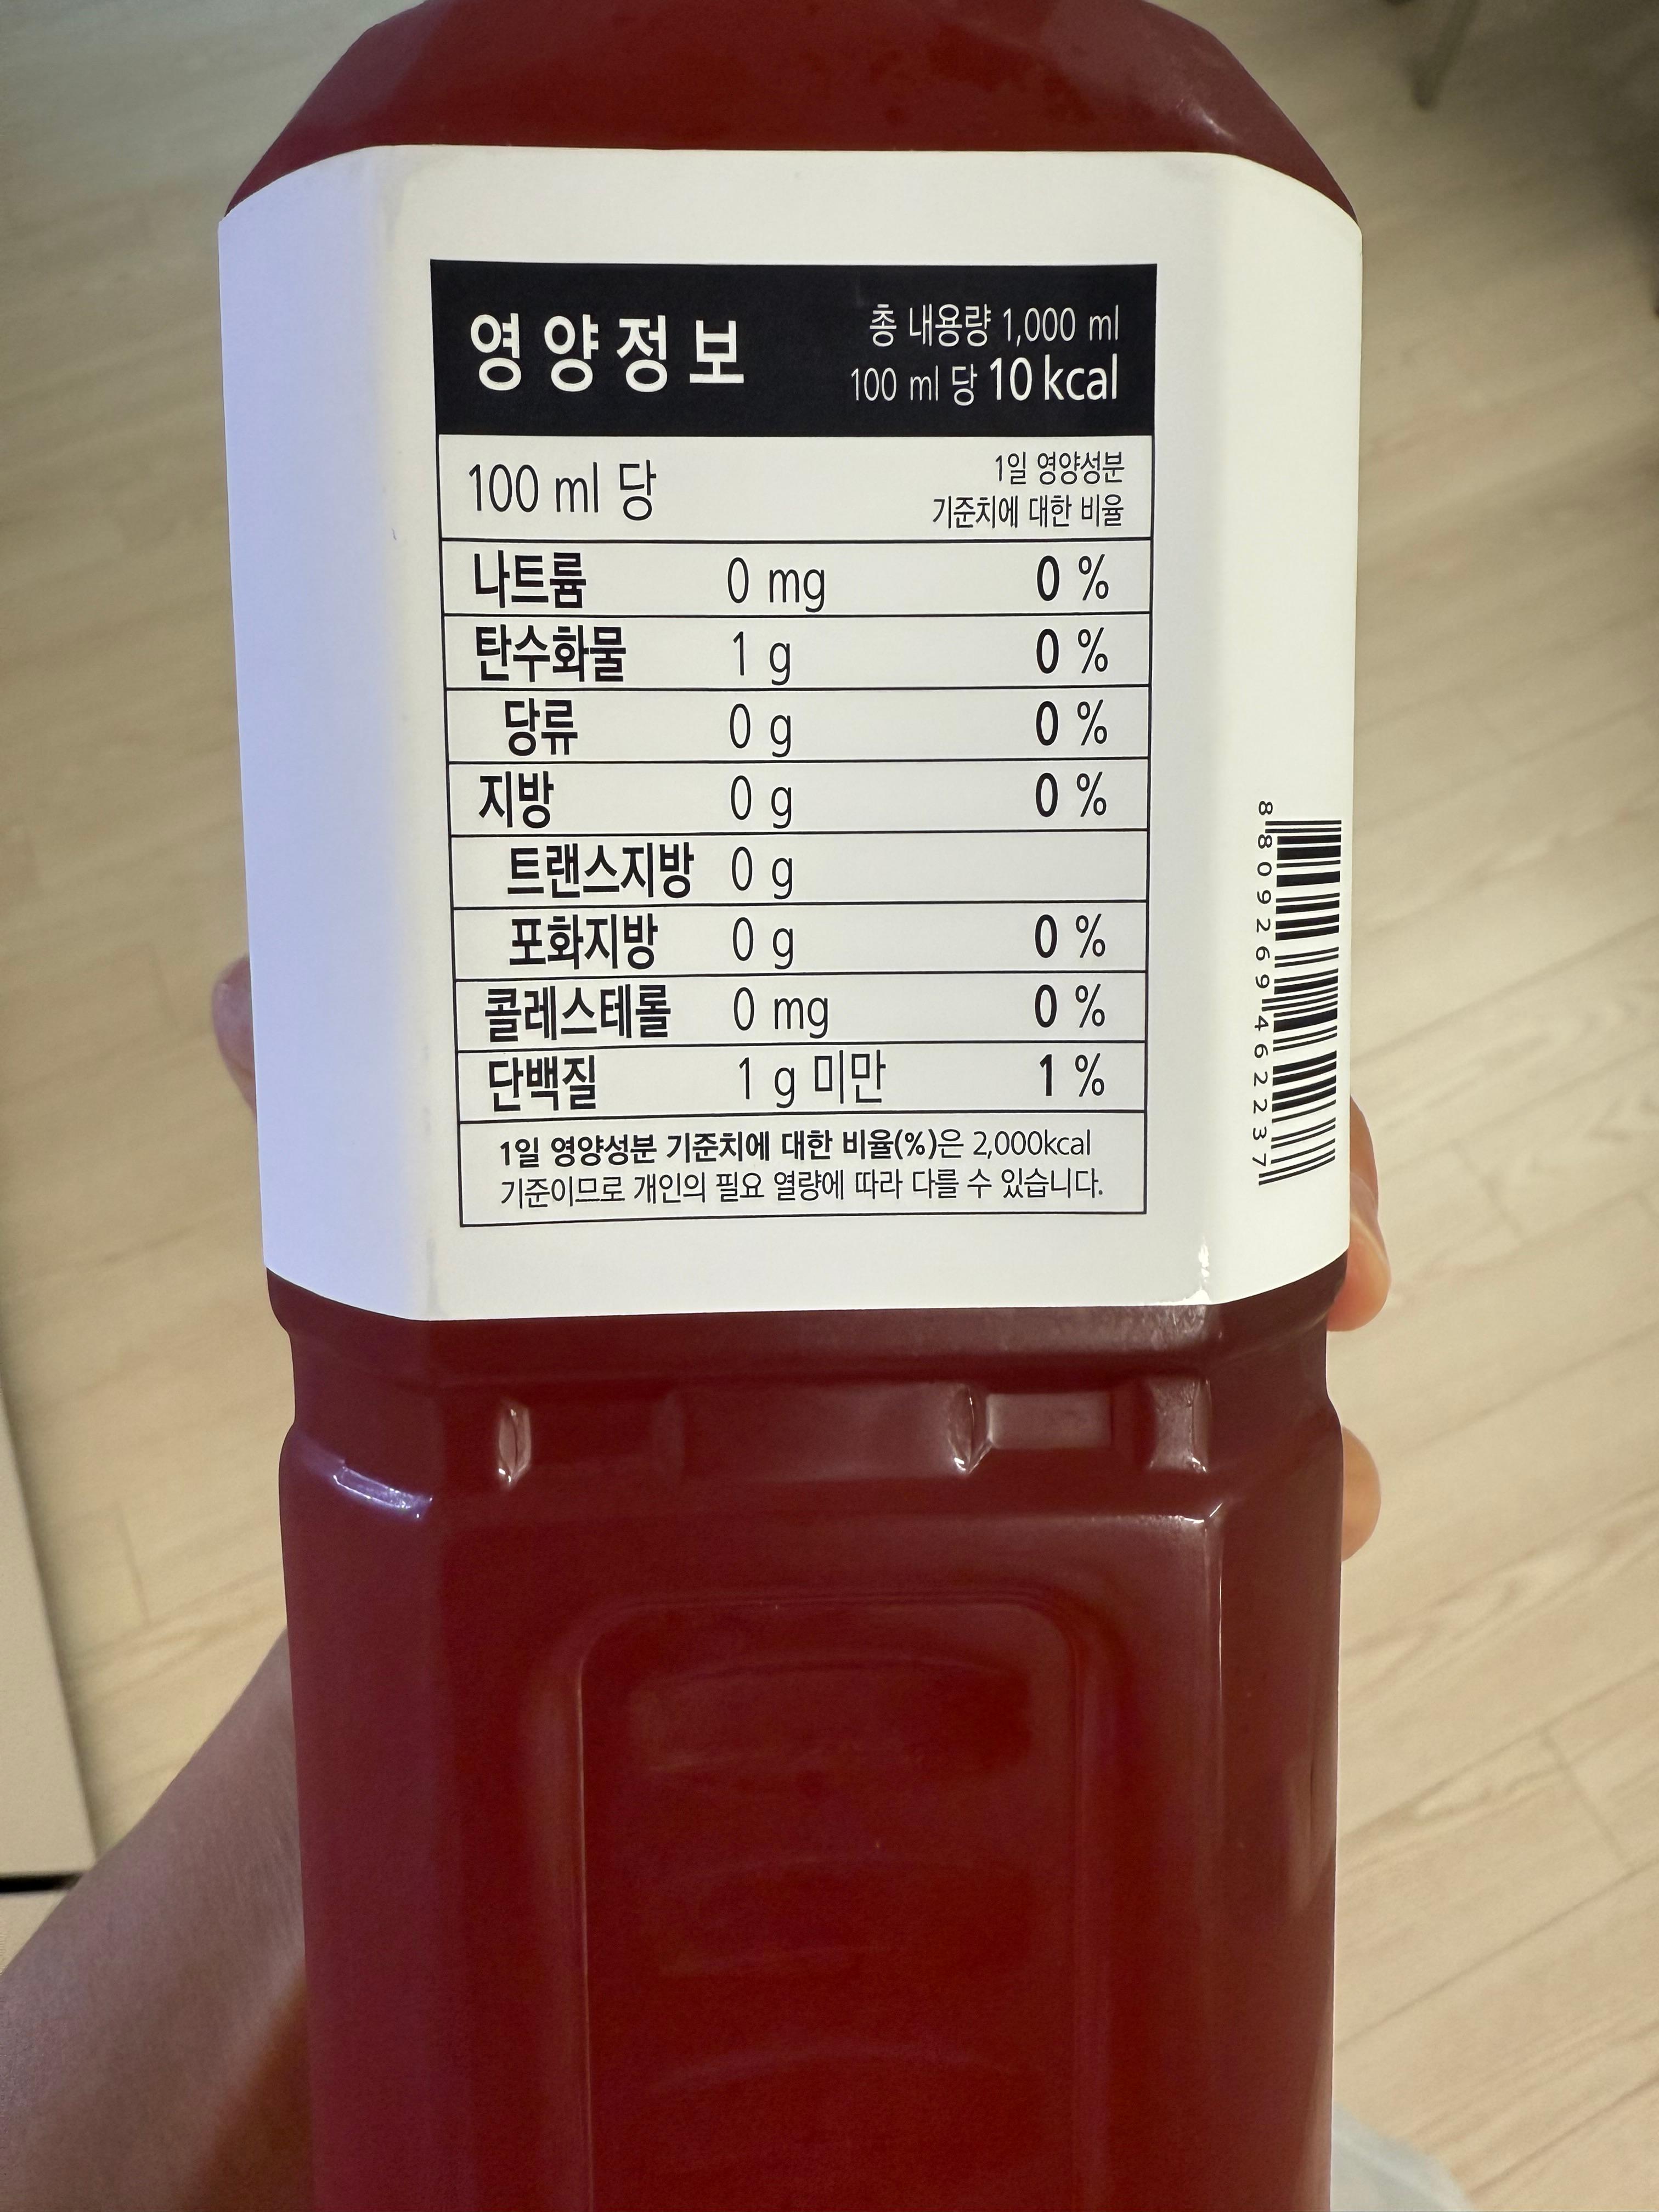 영양정보
총 내용량 1,000 ml
100 ml 당 10 kcal
100 ml 당
1일 영양성분
기준치에 대한 비율
나트륨 0 mg 0 %
탄수화물 1 g 0 %
당류 0 g 0 %
지방 0 g 0 %
트랜스지방 0 g
포화지방 0 g 0 %
콜레스테롤 0 mg 0 %
단백질 1 g 미만 1 %
1일 영양성분 기준치에 대한 비율(%)은 2,000kcal
기준이므로 개인의 필요 열량에 따라 다를 수 있습니다.
8 809269 462237